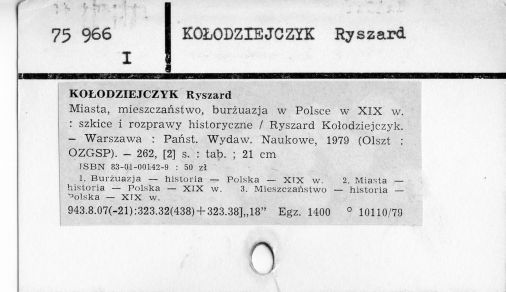 75 966
I
KOŁODZIEJCZYK Ryszard
KOŁODZIEJCZYK Ryszard
Miasta, mieszczaństwo, burżuazja w Polsce w XIX w.
: szkice i rozprawy historyczne / Ryszard Kołodziejczyk.
— Warszawa : Państ. Wydaw. Naukowe, 1979 (Olszt :
OZGSP). — 262, [2] s. : tab. ; 21 cm
ISBN 83-01-00142-9 : 50 zł
1. Burżuazja — historia — Polska — XIX w. 2. Miasta —
historia — Polska — XIX w. 3. Mieszczaństwo — historia —
Polska — XIX w.
943.8.07(-21):323.32(438)+323.38],,18" Egz. 1400 ° 10110/79